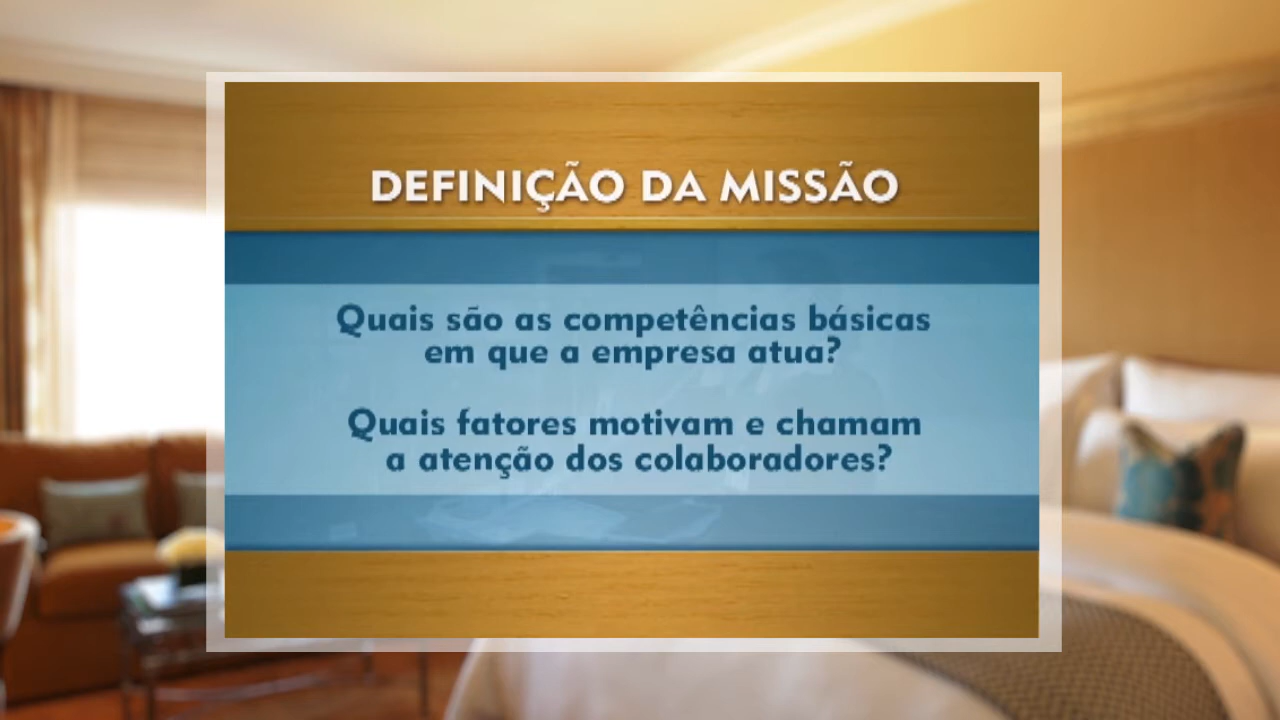 DEFINIÇÃO DA MISSÃO
Quais são as competências básicas
em que a empresa atua?
Quais fatores motivam e chamam
a atenção dos colaboradores?